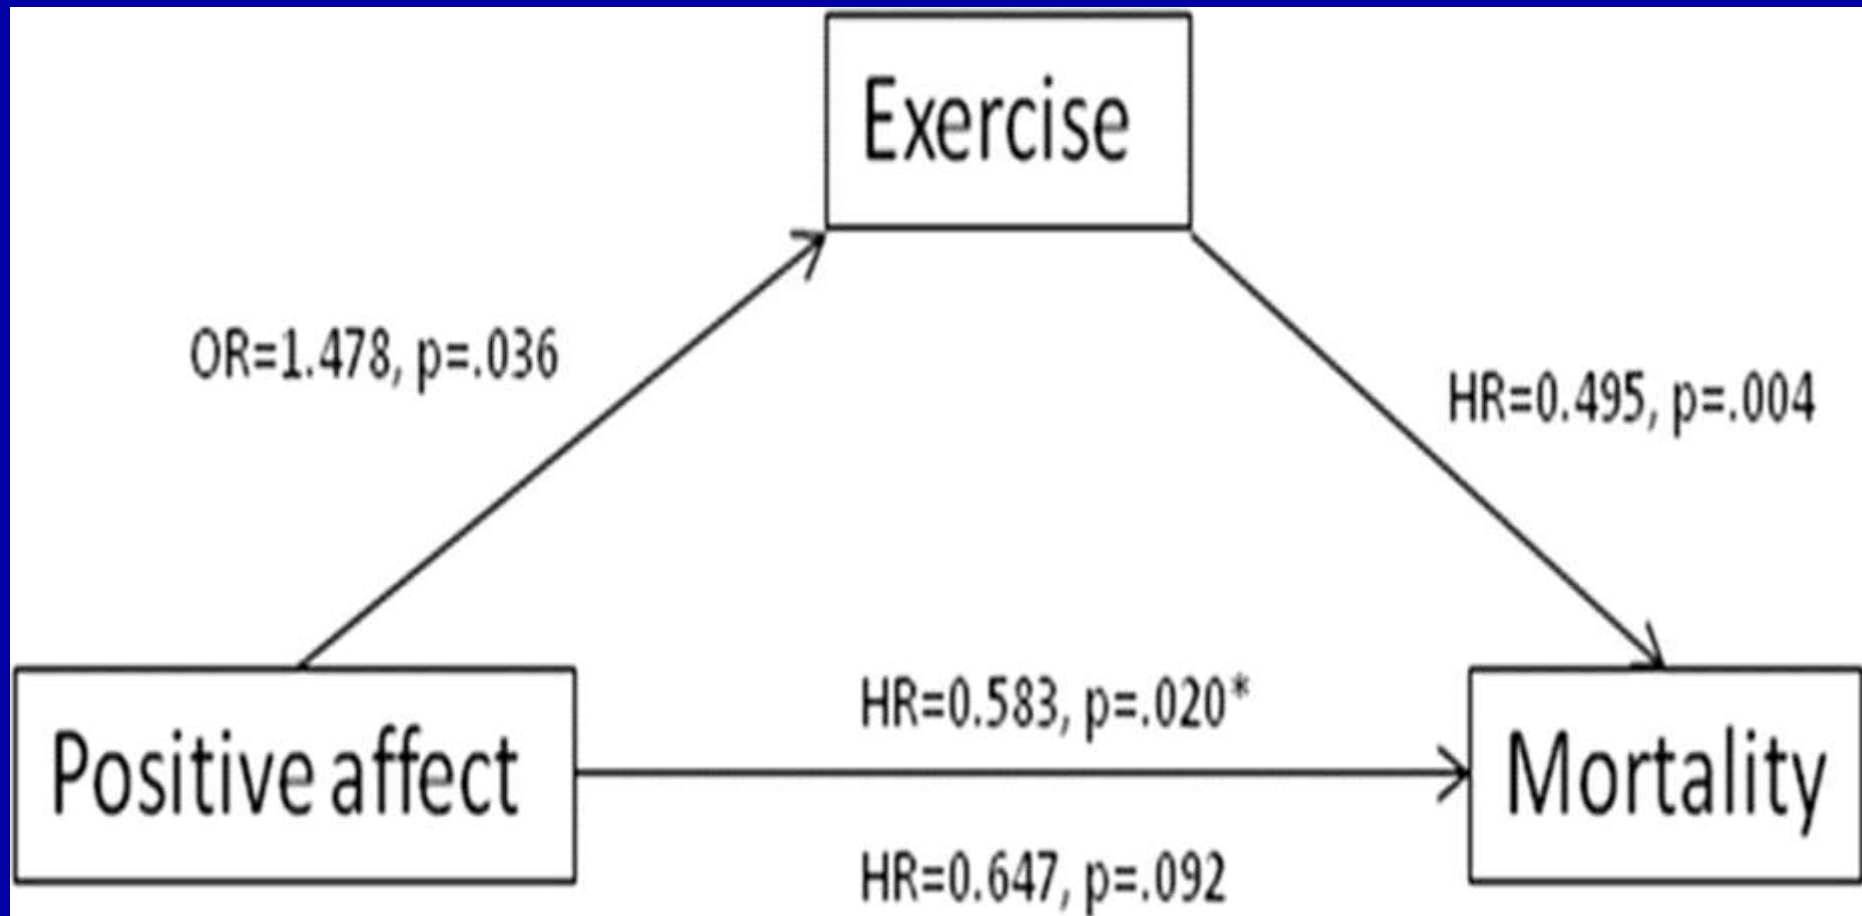 Exercise
OR=1.478, p=.036
HR=0.495, p=.004
HR=0.583, p=.020*
Positive affect
Mortality
HR=0.647, p=.092